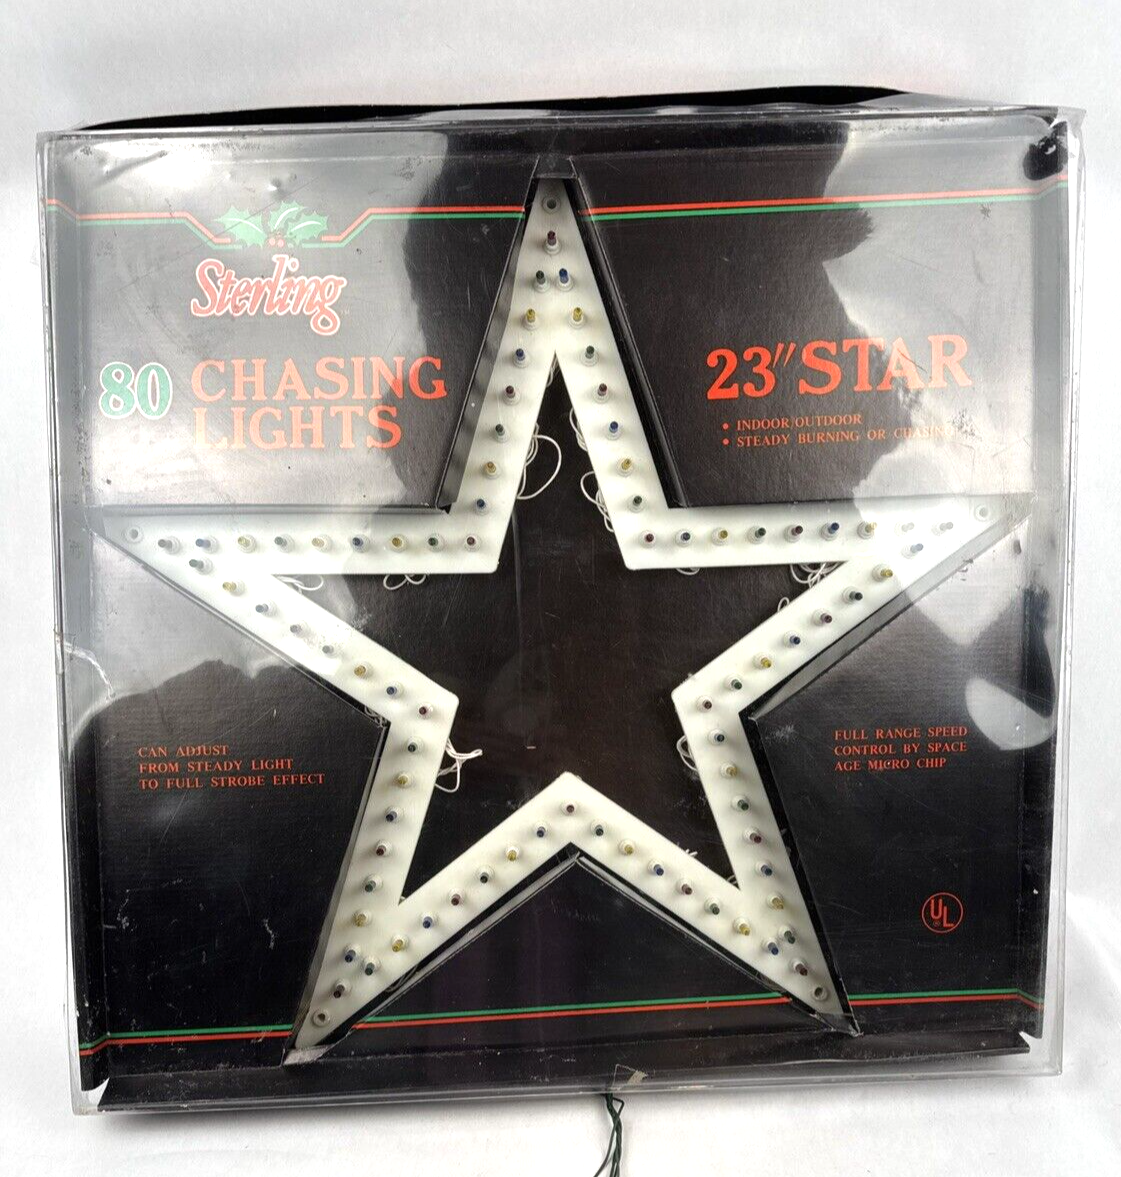 Sterling
80 CHASING
LIGHTS
23" STAR
• INDOOR/OUTDOOR
• STEADY BURNING OR CHASING
CAN ADJUST
FROM STEADY LIGHT
TO FULL STROBE EFFECT
FULL RANGE SPEED
CONTROL BY SPACE
AGE MICRO CHIP
UL